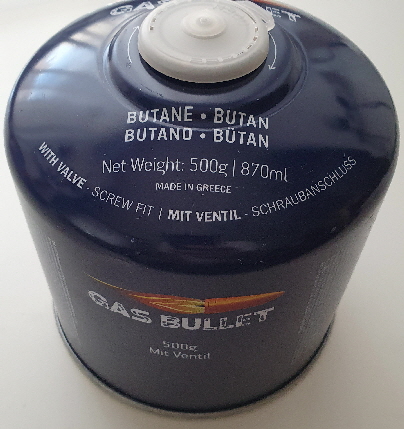 GAS BULLET
BUTANE • BUTAN
BUTANO • BÜTAN
Net Weight: 500g | 870ml
MADE IN GREECE
WITH VALVE - SCREW FIT | MIT VENTIL - SCHRAUBANSCHLUSS
GAS BULLET
500g
Mit Ventil